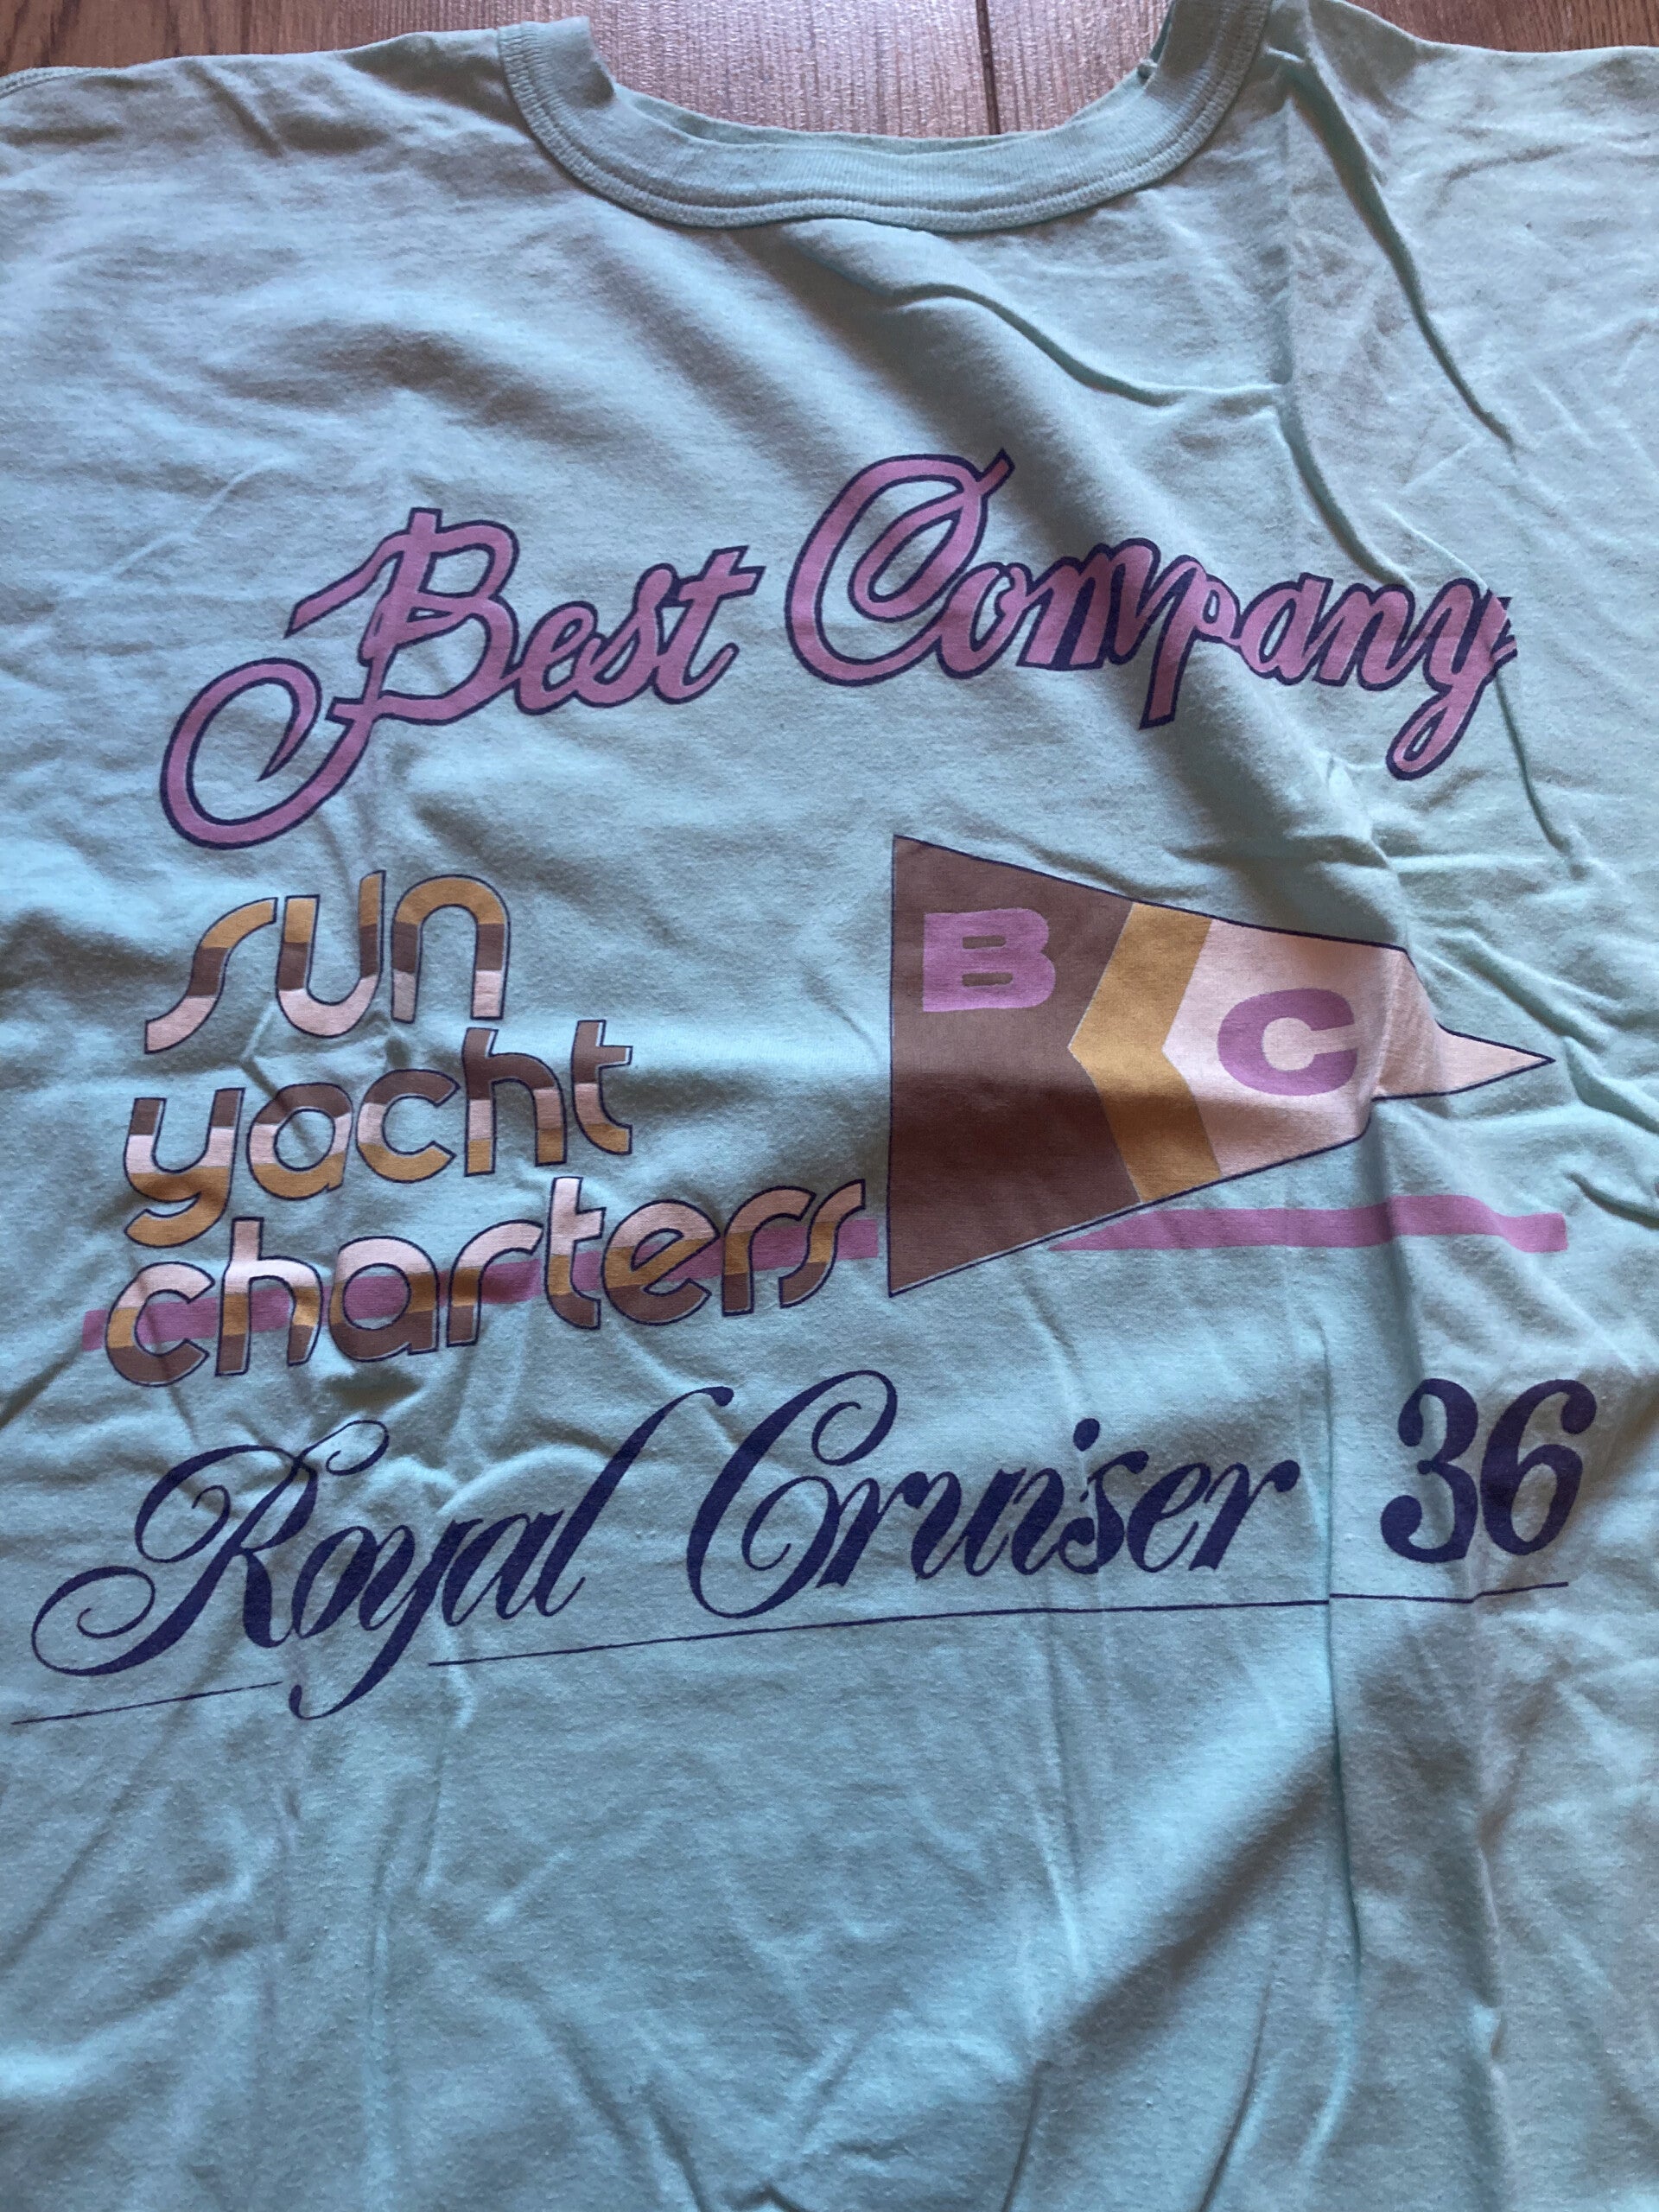 Best Company
sun
yacht
charters
B C
Royal Cruiser 36